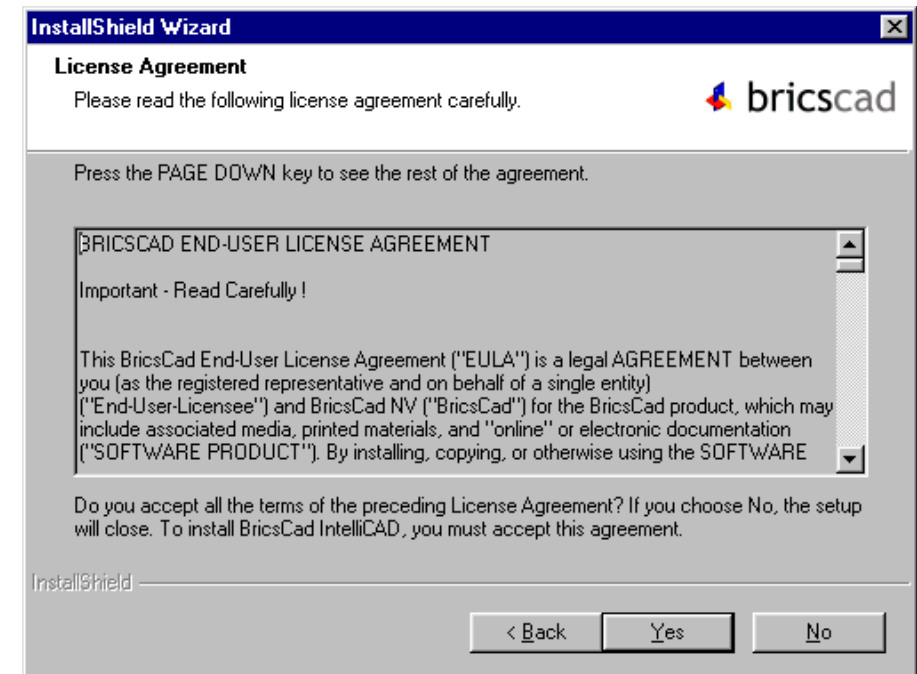 InstallShield Wizard
License Agreement
Please read the following license agreement carefully.
bricscad
Press the PAGE DOWN key to see the rest of the agreement.
BRICSCAD END-USER LICENSE AGREEMENT
Important - Read Carefully !
This BricsCad End-User License Agreement ("EULA") is a legal AGREEMENT between
you (as the registered representative and on behalf of a single entity)
("End-User-Licensee") and BricsCad NV ("BricsCad") for the BricsCad product, which may
include associated media, printed materials, and "online" or electronic documentation
("SOFTWARE PRODUCT"). By installing, copying, or otherwise using the SOFTWARE
Do you accept all the terms of the preceding License Agreement? If you choose No, the setup
will close. To install BricsCad IntelliCAD, you must accept this agreement.
InstallShield
< Back
Yes
No